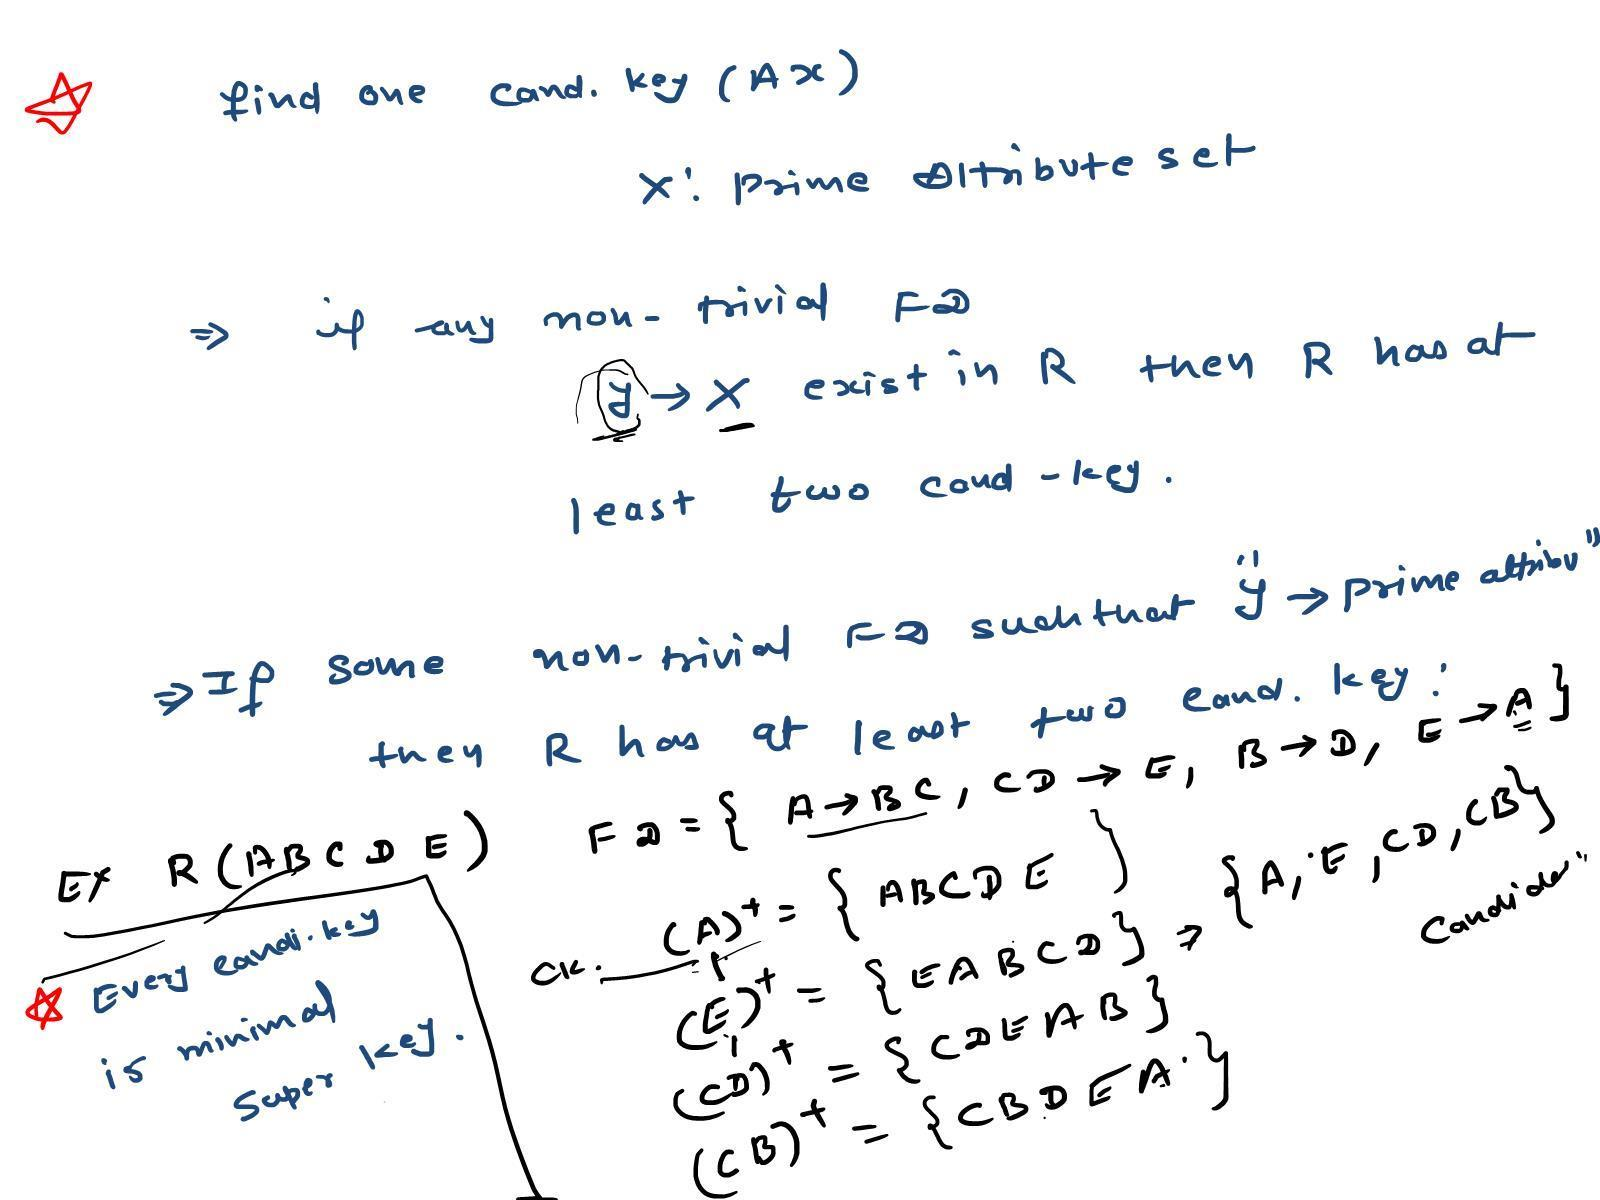 find one cand. key (Ax)
X: prime Attribute set
⇒ if any non-trivial FD
y → X exist in R then R has at
least two cand-key.
⇒ If some non-trivial FD such that "y → prime attribu"
then R has at least two cand. key.
Ex R(ABCDE) FD = { A → BC, CD → E, B → D, E → A }
CK. (A)+ = { ABCDE }
(E)+ = { EABCD } ⇒ { A, E, CD, CB }
(CD)+ = { CDEAB }
(CB)+ = { CBDEA }
Every candi. key
is minimal
super key.